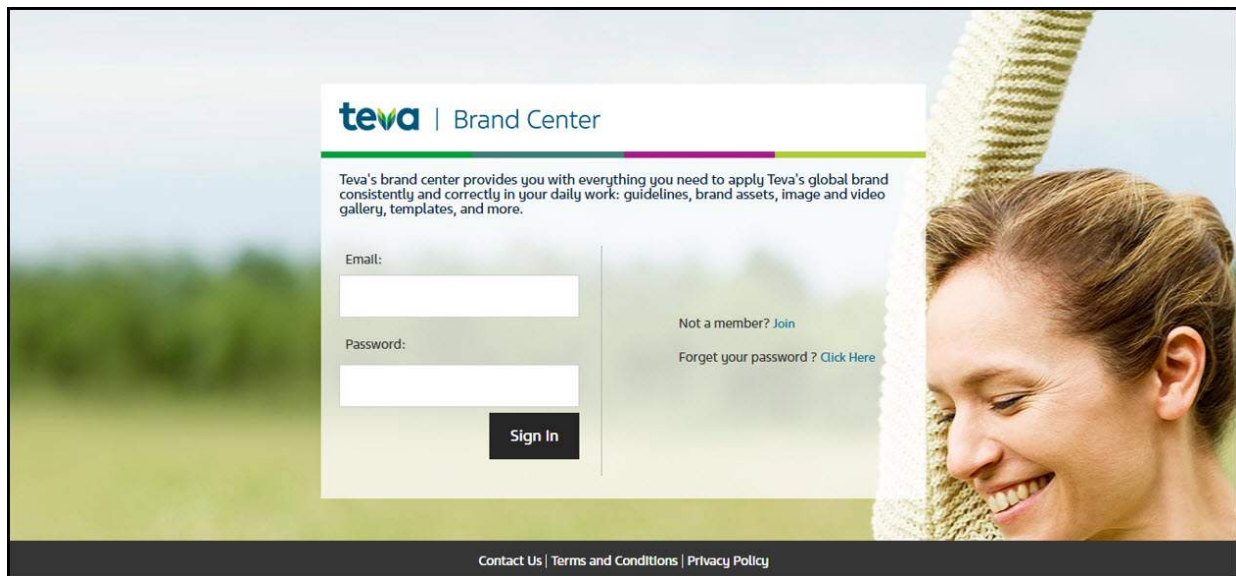 teva | Brand Center
Teva's brand center provides you with everything you need to apply Teva's global brand
consistently and correctly in your daily work: guidelines, brand assets, image and video
gallery, templates, and more.
Email:
Password:
Sign In
Not a member? Join
Forget your password ? Click Here
Contact Us | Terms and Conditions | Privacy Policy